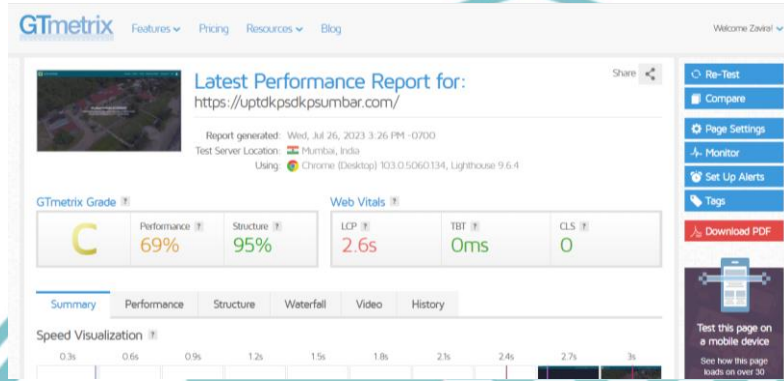 GTmetrix Features Pricing Resources Blog Welcome Zavira!
Latest Performance Report for:
https://uptdkpsdkpsumbar.com/
Share
Report generated: Wed, Jul 26, 2023 3:26 PM -0700
Test Server Location: Mumbai, India
Using: Chrome (Desktop) 103.0.5060.134, Lighthouse 9.6.4
Re-Test
Compare
Page Settings
Monitor
Set Up Alerts
Tags
Download PDF
GTmetrix Grade ?
C
Performance ?
69%
Structure ?
95%
Web Vitals ?
LCP ?
2.6s
TBT ?
0ms
CLS ?
0
Summary Performance Structure Waterfall Video History
Speed Visualization ?
0.3s 0.6s 0.9s 1.2s 1.5s 1.8s 2.1s 2.4s 2.7s 3s
Test this page on
a mobile device
See how this page
loads on over 30